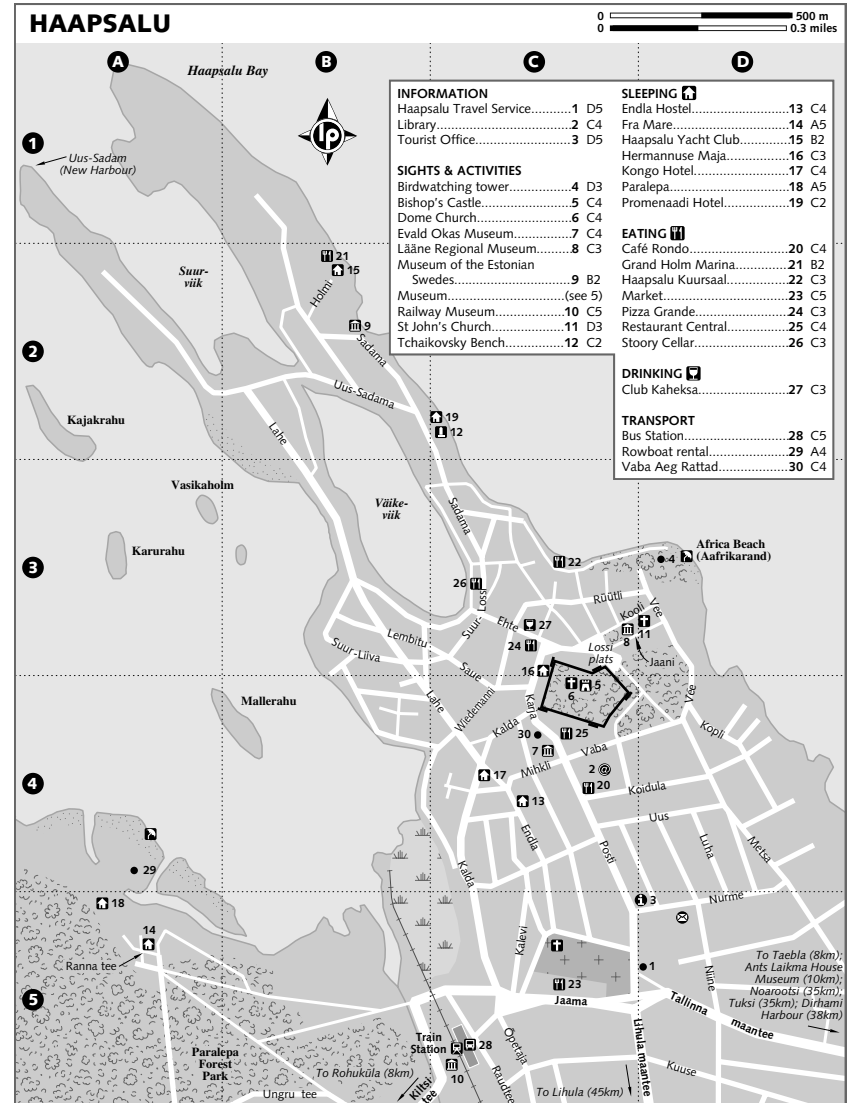 HAAPSALU
0 500 m
0 0.3 miles
A B C D
Haapsalu Bay
INFORMATION
Haapsalu Travel Service...........1 D5
Library....................................2 C4
Tourist Office..........................3 D5
SIGHTS & ACTIVITIES
Birdwatching tower................4 D3
Bishop's Castle........................5 C4
Dome Church.........................6 C4
Evald Okas Museum...............7 C4
Lääne Regional Museum.........8 C3
Museum of the Estonian
Swedes..............................9 B2
Museum.........................(see 5)
Railway Museum..................10 C5
St John's Church...................11 D3
Tchaikovsky Bench...............12 C2
SLEEPING
Endla Hostel.........................13 C4
Fra Mare..............................14 A5
Haapsalu Yacht Club............15 B2
Hermannuse Maja................16 C3
Kongo Hotel........................17 C4
Paralepa..............................18 A5
Promenaadi Hotel................19 C2
EATING
Café Rondo.........................20 C4
Grand Holm Marina.............21 B2
Haapsalu Kuursaal...............22 C3
Market................................23 C5
Pizza Grande.......................24 C3
Restaurant Central...............25 C4
Stoory Cellar.......................26 C3
DRINKING
Club Kaheksa......................27 C3
TRANSPORT
Bus Station..........................28 C5
Rowboat rental....................29 A4
Vaba Aeg Rattad..................30 C4
lp
1
Uus-Sadam
(New Harbour)
Suur-
viik
21
15
Holmi
9
Sadama
2
Uus-Sadama
Kajakrahu
Lahe
19
12
Vasikaholm
Väike-
viik
Sadama
Karurahu
3
22
4
Africa Beach
(Aafrikarand)
26
Suur-
Lossi
Rüütli
Kooli
Vee
Ehte
27
8
11
Lembitu
Suur-Liiva
24
Lossi
plats
Jaani
Saue
16
6
5
Mallerahu
Lahe
Wiedemanni
Karja
Vee
Kalda
30
25
Kopli
7
Vaba
Mihkli
17
2
@
4
20
Koidula
13
Uus
Endla
Posti
Luha
Metsa
29
Kalda
18
3
Nurme
14
Kalevi
Ranna tee
1
Niine
To Taebla (8km);
Ants Laikma House
Museum (10km);
Noarootsi (35km),
Tuksi (35km); Dirhami
Harbour (38km)
23
5
Jaama
Tallinna
maantee
Lihula maantee
Õpetaja
Train
Station
28
Paralepa
Forest
Park
10
Raudtee
Kuuse
To Rohuküla (8km)
Kiltsi
tee
Ungru tee
To Lihula (45km)